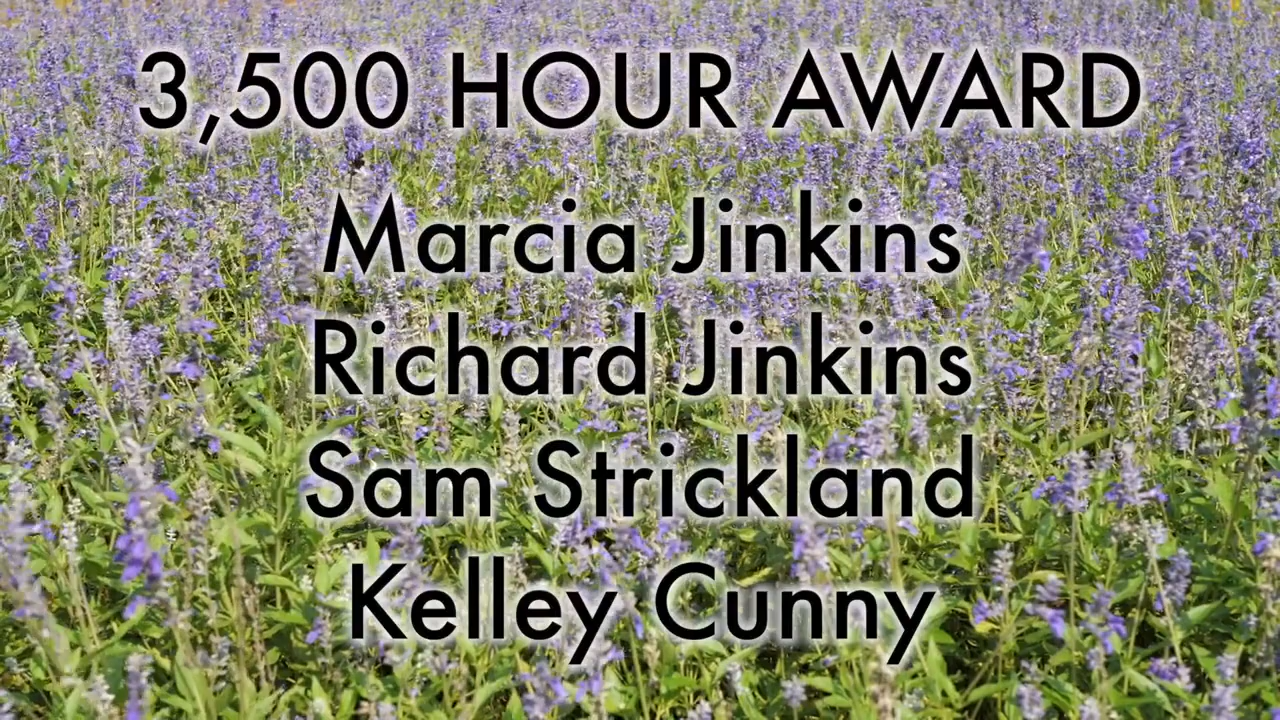 3,500 HOUR AWARD
Marcia Jinkins
Richard Jinkins
Sam Strickland
Kelley Cunny